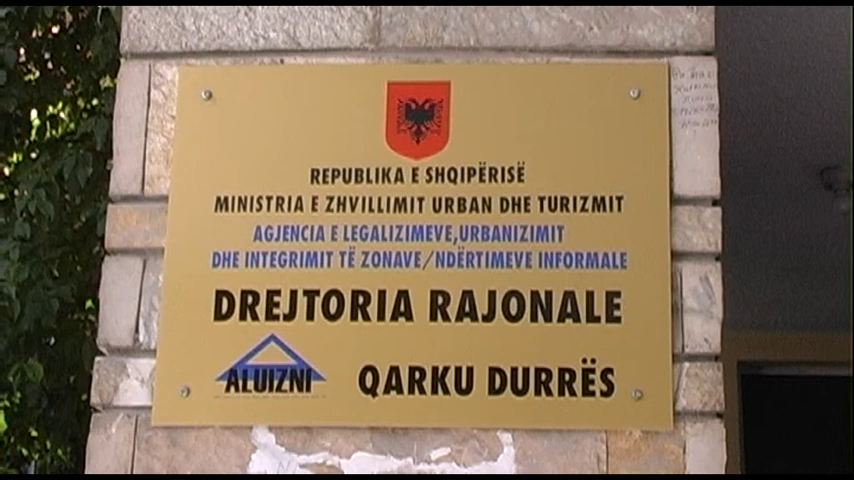 REPUBLIKA E SHQIPËRISË
MINISTRIA E ZHVILLIMIT URBAN DHE TURIZMIT
AGJENCIA E LEGALIZIMEVE,URBANIZIMIT
DHE INTEGRIMIT TË ZONAVE/NDËRTIMEVE INFORMALE
DREJTORIA RAJONALE
ALUIZNI
QARKU DURRËS